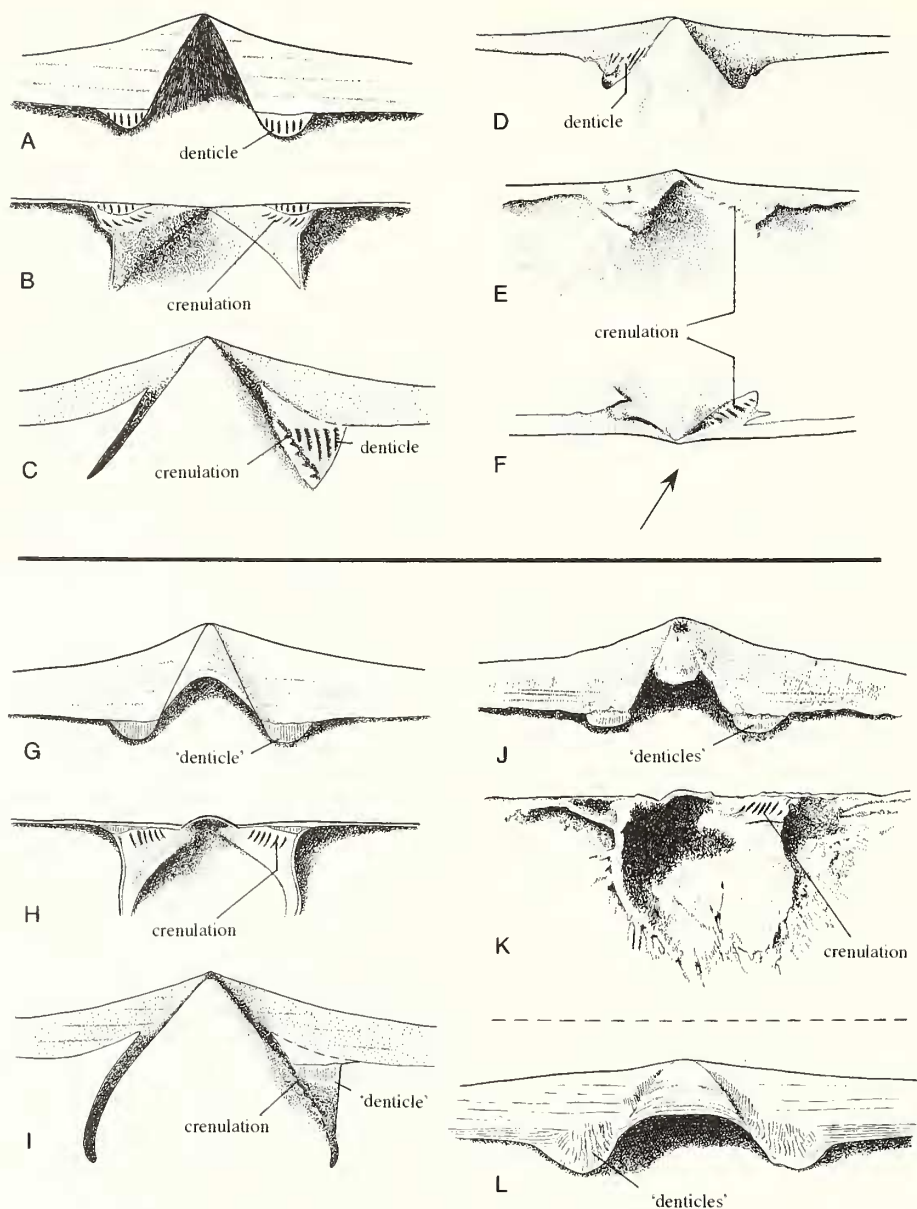 A
denticle
B
crenulation
C
crenulation
denticle
D
denticle
E
crenulation
F
G
'denticle'
H
crenulation
I
crenulation
'denticle'
J
'denticles'
K
crenulation
L
'denticles'